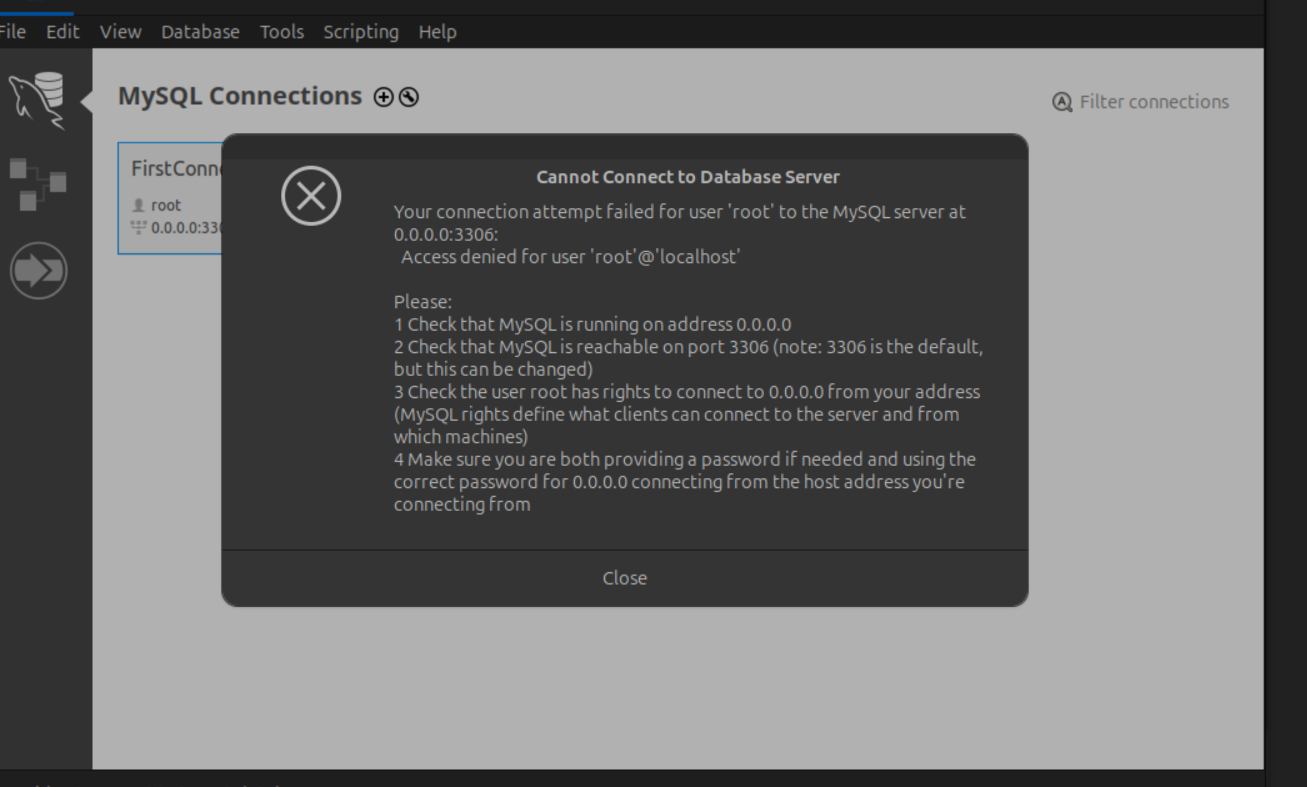 File Edit View Database Tools Scripting Help
MySQL Connections
Filter connections
FirstConne
root
0.0.0.0:330
Cannot Connect to Database Server
Your connection attempt failed for user 'root' to the MySQL server at
0.0.0.0:3306:
Access denied for user 'root'@'localhost'
Please:
1 Check that MySQL is running on address 0.0.0.0
2 Check that MySQL is reachable on port 3306 (note: 3306 is the default,
but this can be changed)
3 Check the user root has rights to connect to 0.0.0.0 from your address
(MySQL rights define what clients can connect to the server and from
which machines)
4 Make sure you are both providing a password if needed and using the
correct password for 0.0.0.0 connecting from the host address you're
connecting from
Close